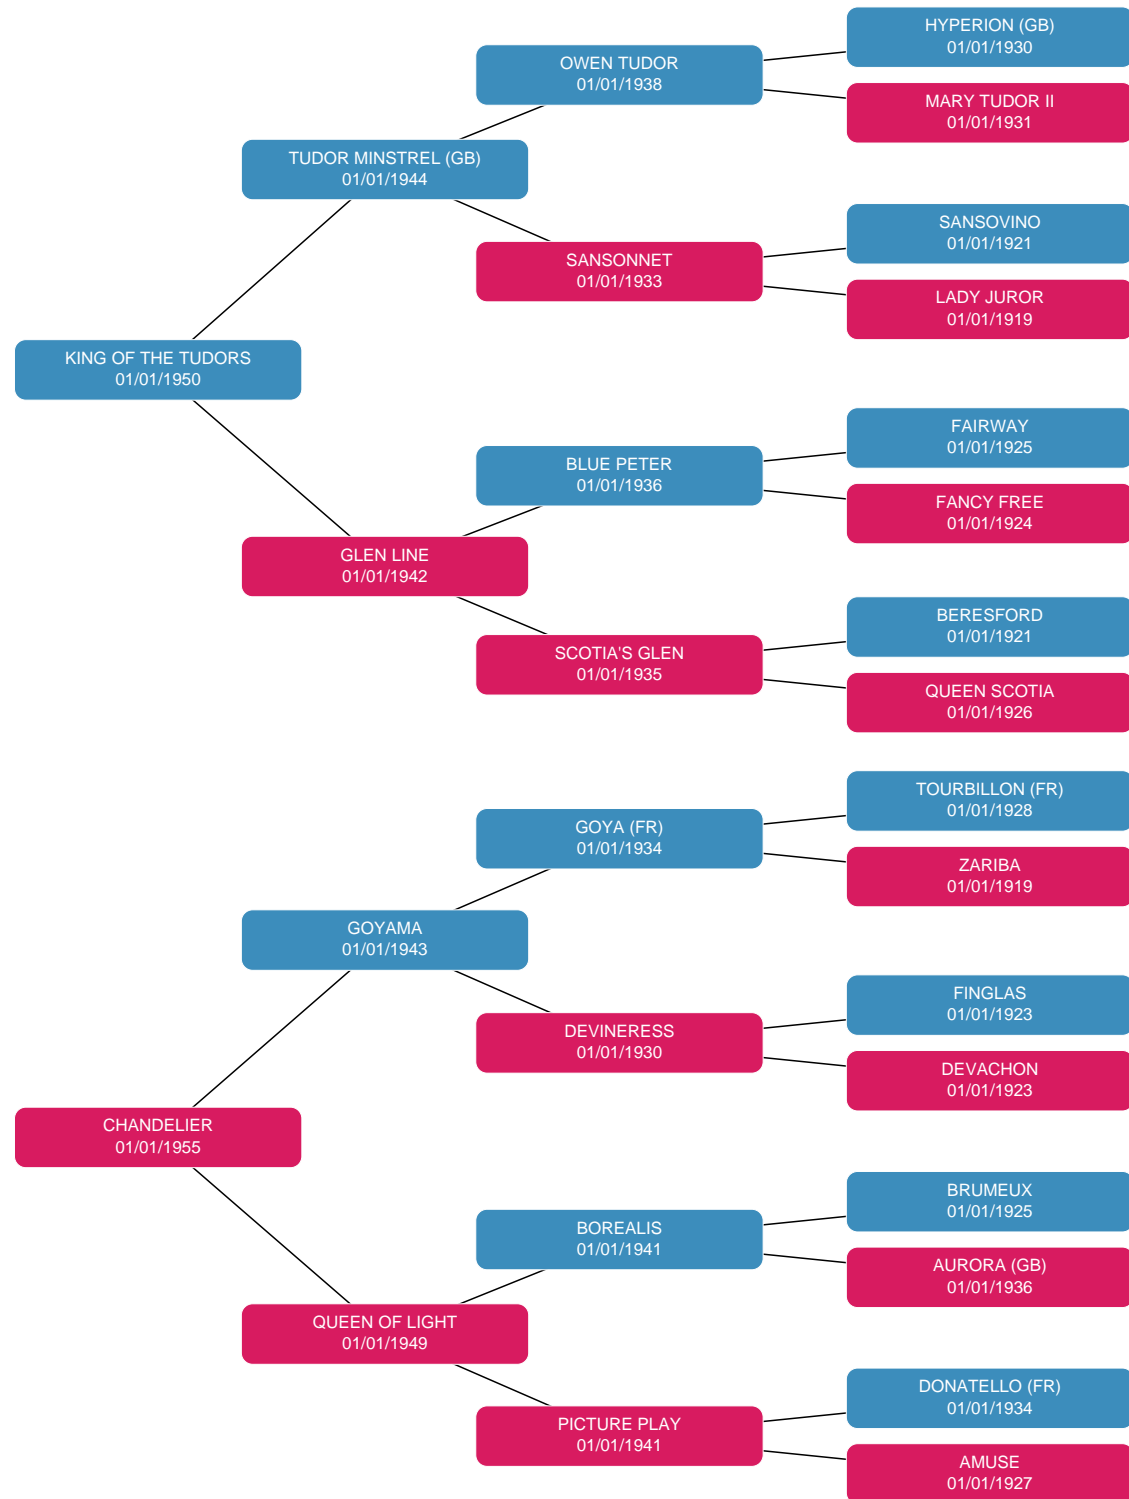 HYPERION (GB)
01/01/1930
OWEN TUDOR
01/01/1938
MARY TUDOR II
01/01/1931
TUDOR MINSTREL (GB)
01/01/1944
SANSOVINO
01/01/1921
SANSONNET
01/01/1933
LADY JUROR
01/01/1919
KING OF THE TUDORS
01/01/1950
FAIRWAY
01/01/1925
BLUE PETER
01/01/1936
FANCY FREE
01/01/1924
GLEN LINE
01/01/1942
BERESFORD
01/01/1921
SCOTIA'S GLEN
01/01/1935
QUEEN SCOTIA
01/01/1926
TOURBILLON (FR)
01/01/1928
GOYA (FR)
01/01/1934
ZARIBA
01/01/1919
GOYAMA
01/01/1943
FINGLAS
01/01/1923
DEVINERESS
01/01/1930
DEVACHON
01/01/1923
CHANDELIER
01/01/1955
BRUMEUX
01/01/1925
BOREALIS
01/01/1941
AURORA (GB)
01/01/1936
QUEEN OF LIGHT
01/01/1949
DONATELLO (FR)
01/01/1934
PICTURE PLAY
01/01/1941
AMUSE
01/01/1927